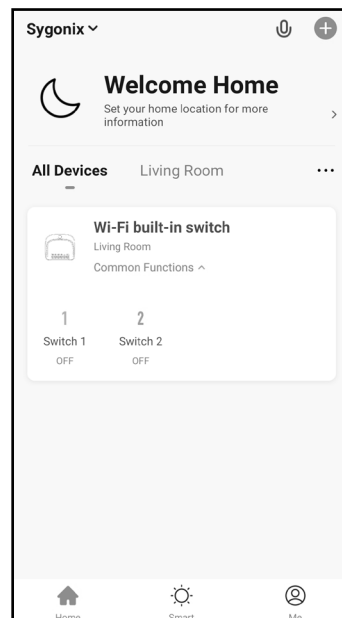 Sygonix
Welcome Home
Set your home location for more
information
All Devices Living Room
Wi-Fi built-in switch
Living Room
Common Functions
1 2
Switch 1 Switch 2
OFF OFF
Home Smart Me